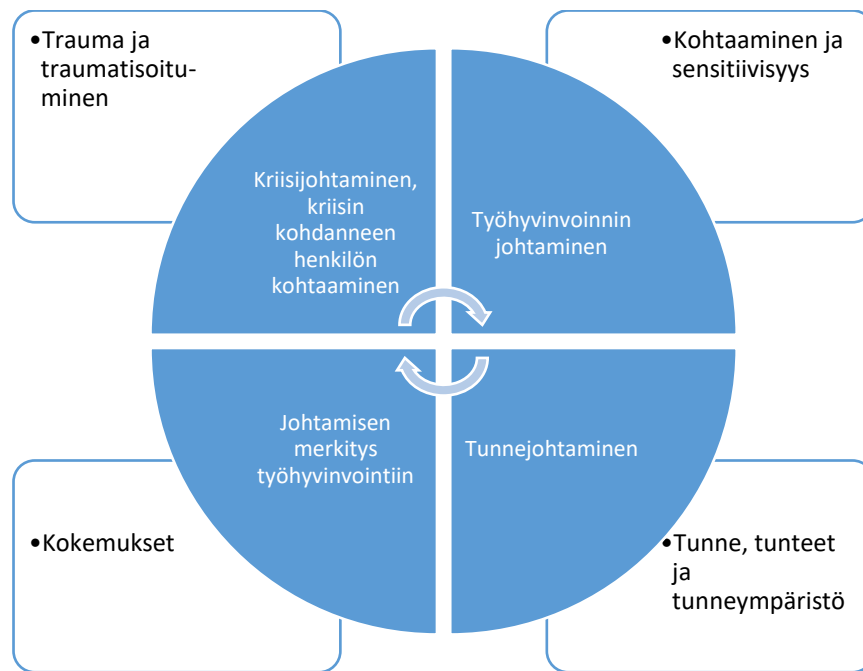 •Trauma ja
traumatisoitu-
minen
•Kohtaaminen ja
sensitiivisyys
Kriisijohtaminen,
kriisin
kohdanneen
henkilön
kohtaaminen
Työhyvinvoinnin
johtaminen
Johtamisen
merkitys
työhyvinvointiin
Tunnejohtaminen
•Kokemukset
•Tunne, tunteet
ja
tunneympäristö